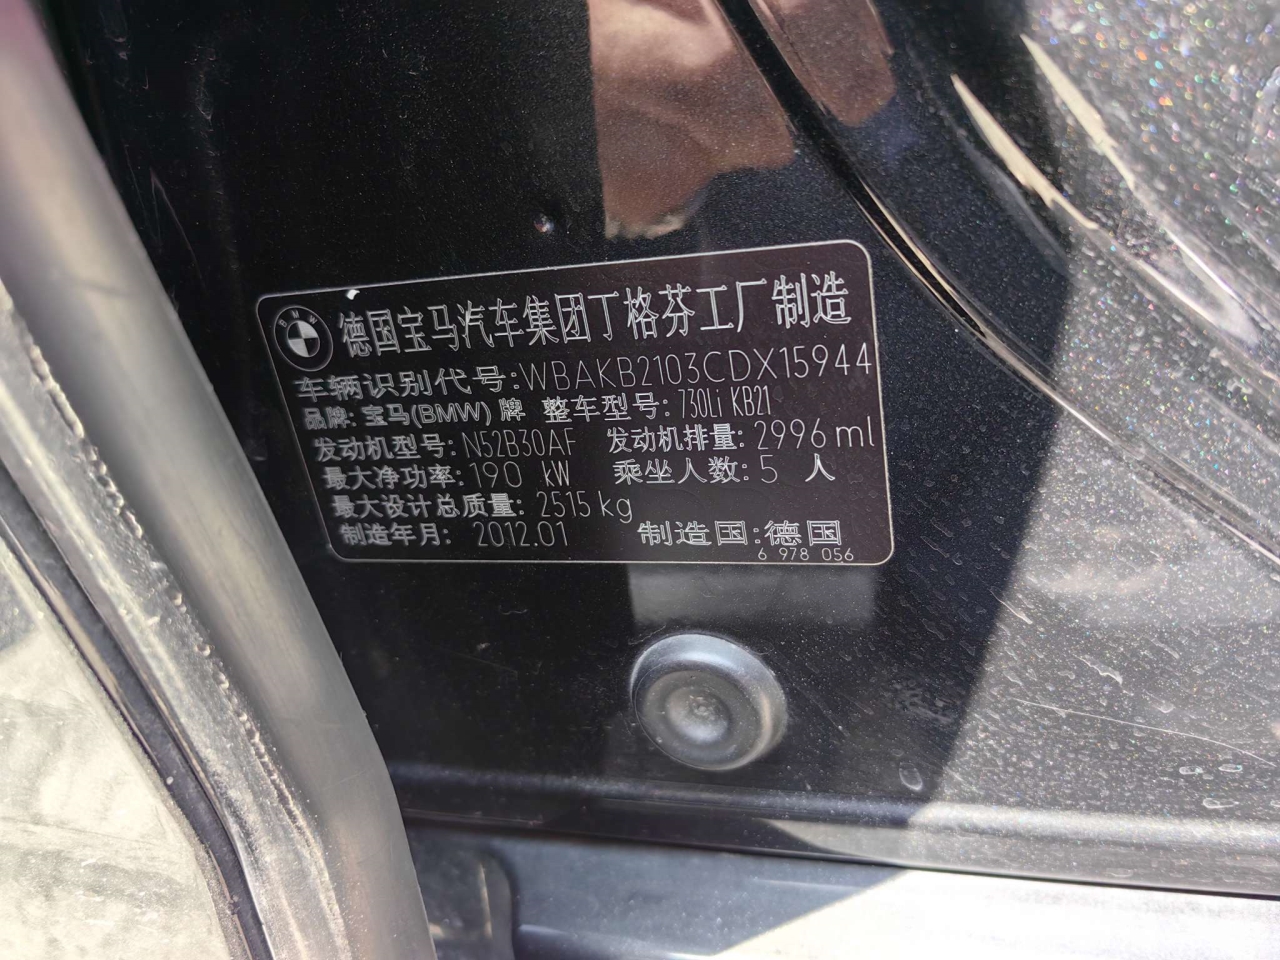 BMW
德国宝马汽车集团丁格芬工厂制造
车辆识别代号:WBAKB2103CDX15944
品牌: 宝马(BMW)牌 整车型号: 730Li KB21
发动机型号: N52B30AF 发动机排量: 2996 ml
最大净功率: 190 kW 乘坐人数: 5 人
最大设计总质量: 2515 kg
制造年月: 2012.01 制造国:德国
6 978 056